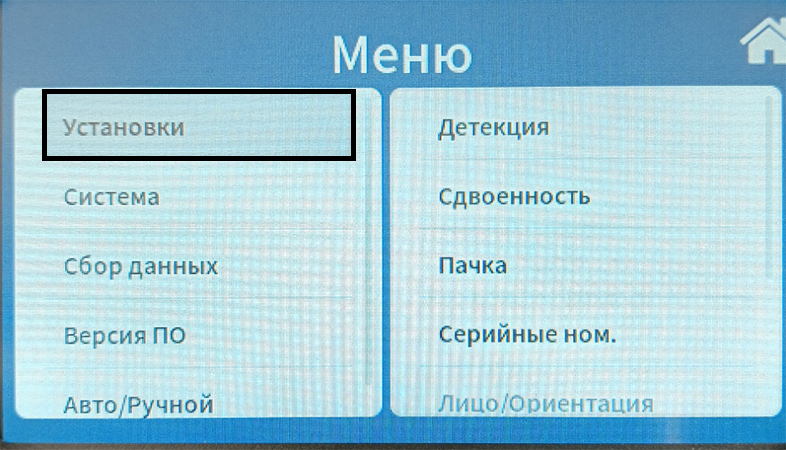 Меню
Установки
Система
Сбор данных
Версия ПО
Авто/Ручной
Детекция
Сдвоенность
Пачка
Серийные ном.
Лицо/Ориентация